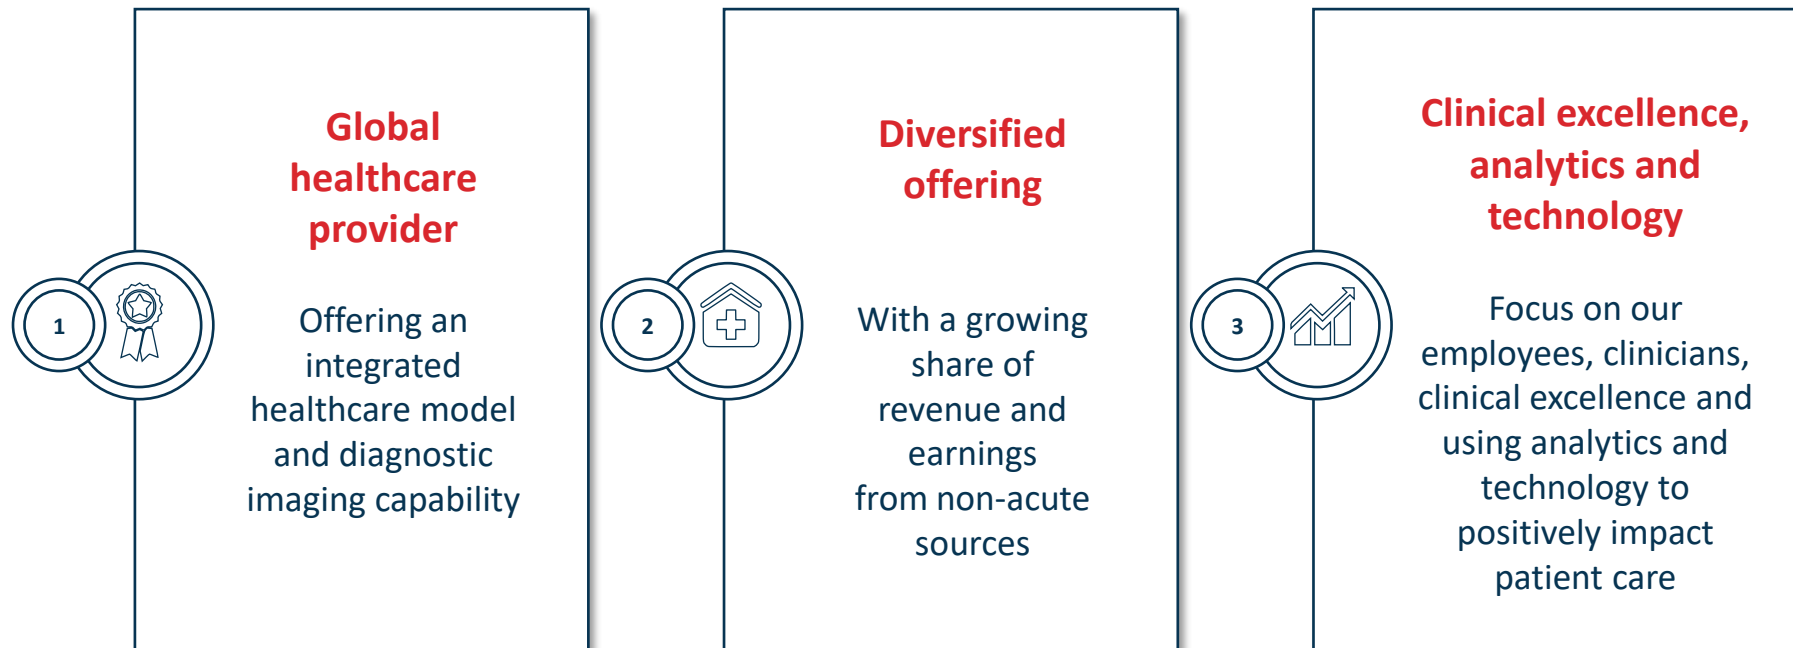 1
Global
healthcare
provider
Offering an
integrated
healthcare model
and diagnostic
imaging capability
2
Diversified
offering
With a growing
share of
revenue and
earnings
from non-acute
sources
3
Clinical excellence,
analytics and
technology
Focus on our
employees, clinicians,
clinical excellence and
using analytics and
technology to
positively impact
patient care